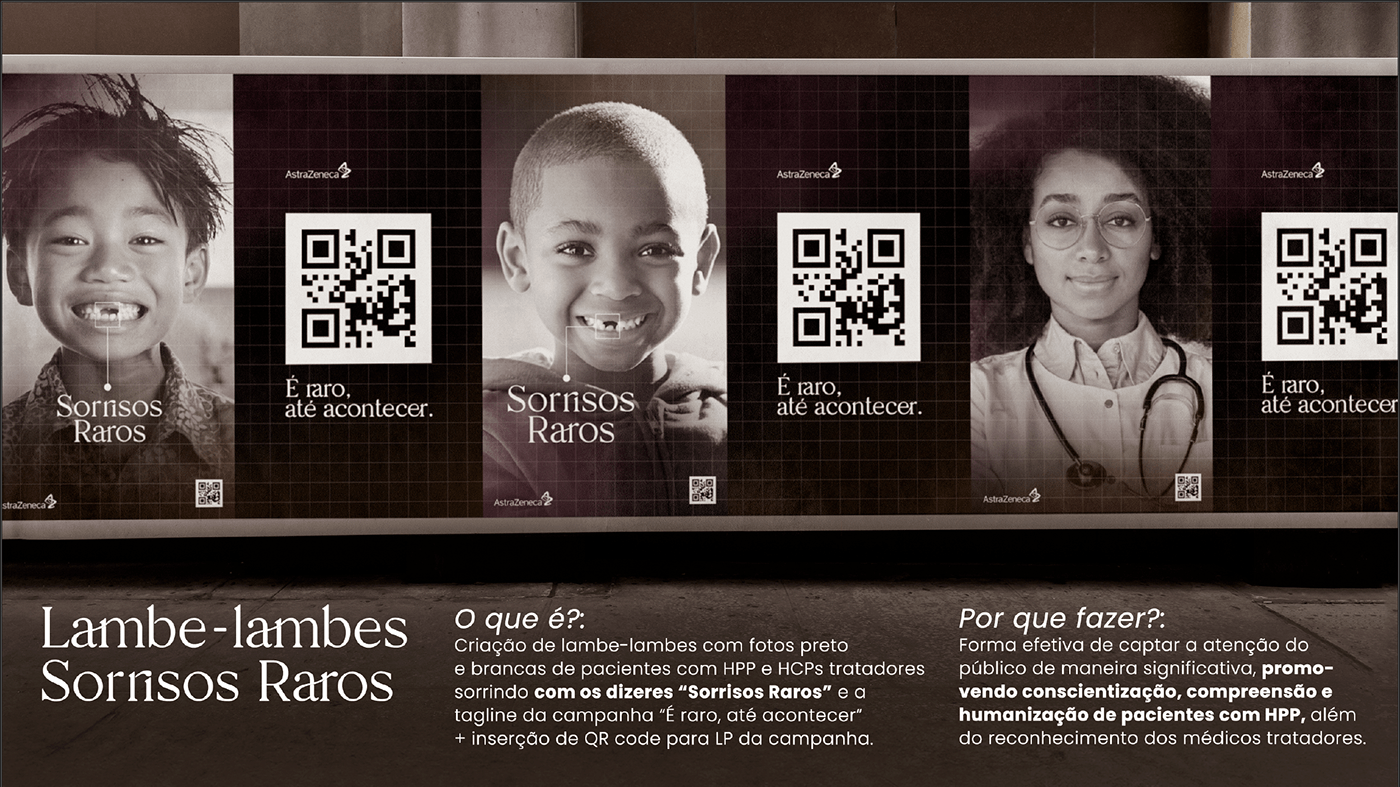 AstraZeneca
É raro,
até acontecer.
Sorrisos
Raros
straZeneca
AstraZeneca
É raro,
até acontecer.
Sorrisos
Raros
AstraZeneca
AstraZeneca
É raro,
até acontecer
AstraZeneca
Lambe-lambes
Sorrisos Raros
O que é?:
Criação de lambe-lambes com fotos preto
e brancas de pacientes com HPP e HCPs tratadores
sorrindo com os dizeres “Sorrisos Raros” e a
tagline da campanha “É raro, até acontecer”
+ inserção de QR code para LP da campanha.
Por que fazer?:
Forma efetiva de captar a atenção do
público de maneira significativa, promo-
vendo conscientização, compreensão e
humanização de pacientes com HPP, além
do reconhecimento dos médicos tratadores.